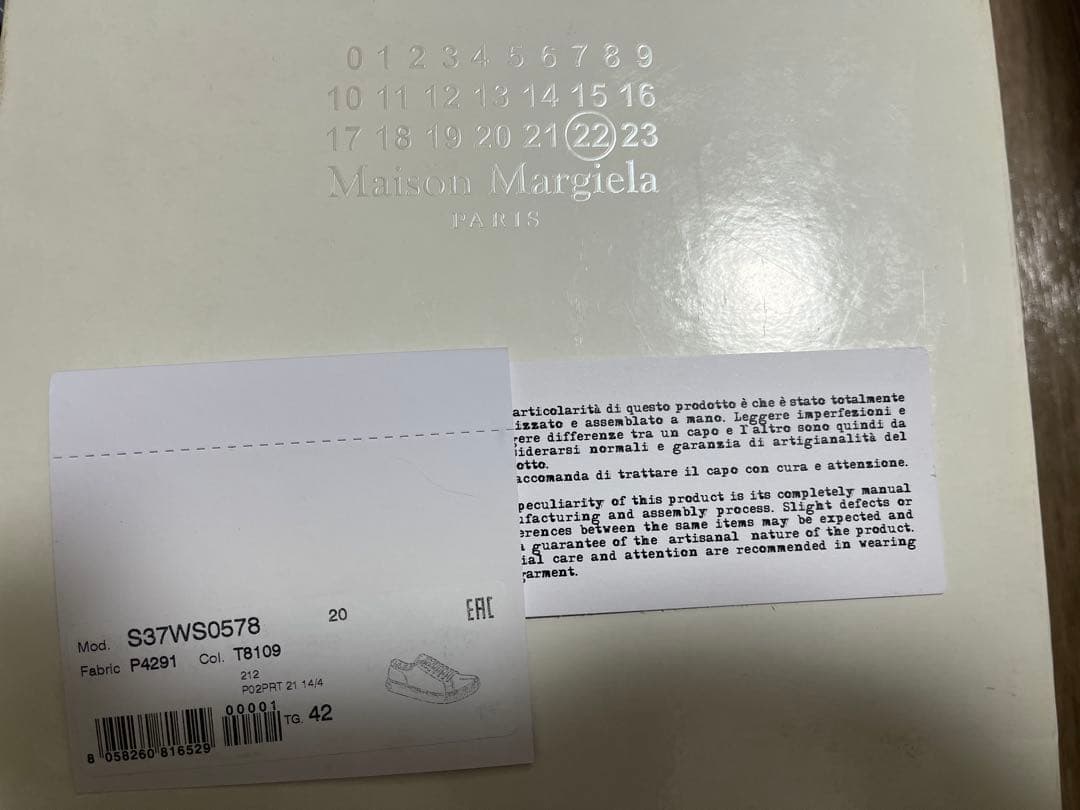 0 1 2 3 4 5 6 7 8 9
10 11 12 13 14 15 16
17 18 19 20 21 22 23
Maison Margiela
PARIS
articolarità di questo prodotto è che è stato totalmente
izzato e assemblato a mano. Leggere imperfezioni e
ere differenze tra un capo e l'altro sono quindi da
iderarsi normali e garanzia di artigianalità del
otto.
accomanda di trattare il capo con cura e attenzione.
peculiarity of this product is its completely manual
ufacturing and assembly process. Slight defects or
erences between the same items may be expected and
a guarantee of the artisanal nature of the product.
ial care and attention are recommended in wearing
garment.
20
EAC
Mod. S37WS0578
Fabric P4291 Col. T8109
212
P02PRT 21 14/4
00001
TG. 42
8 058260 816529